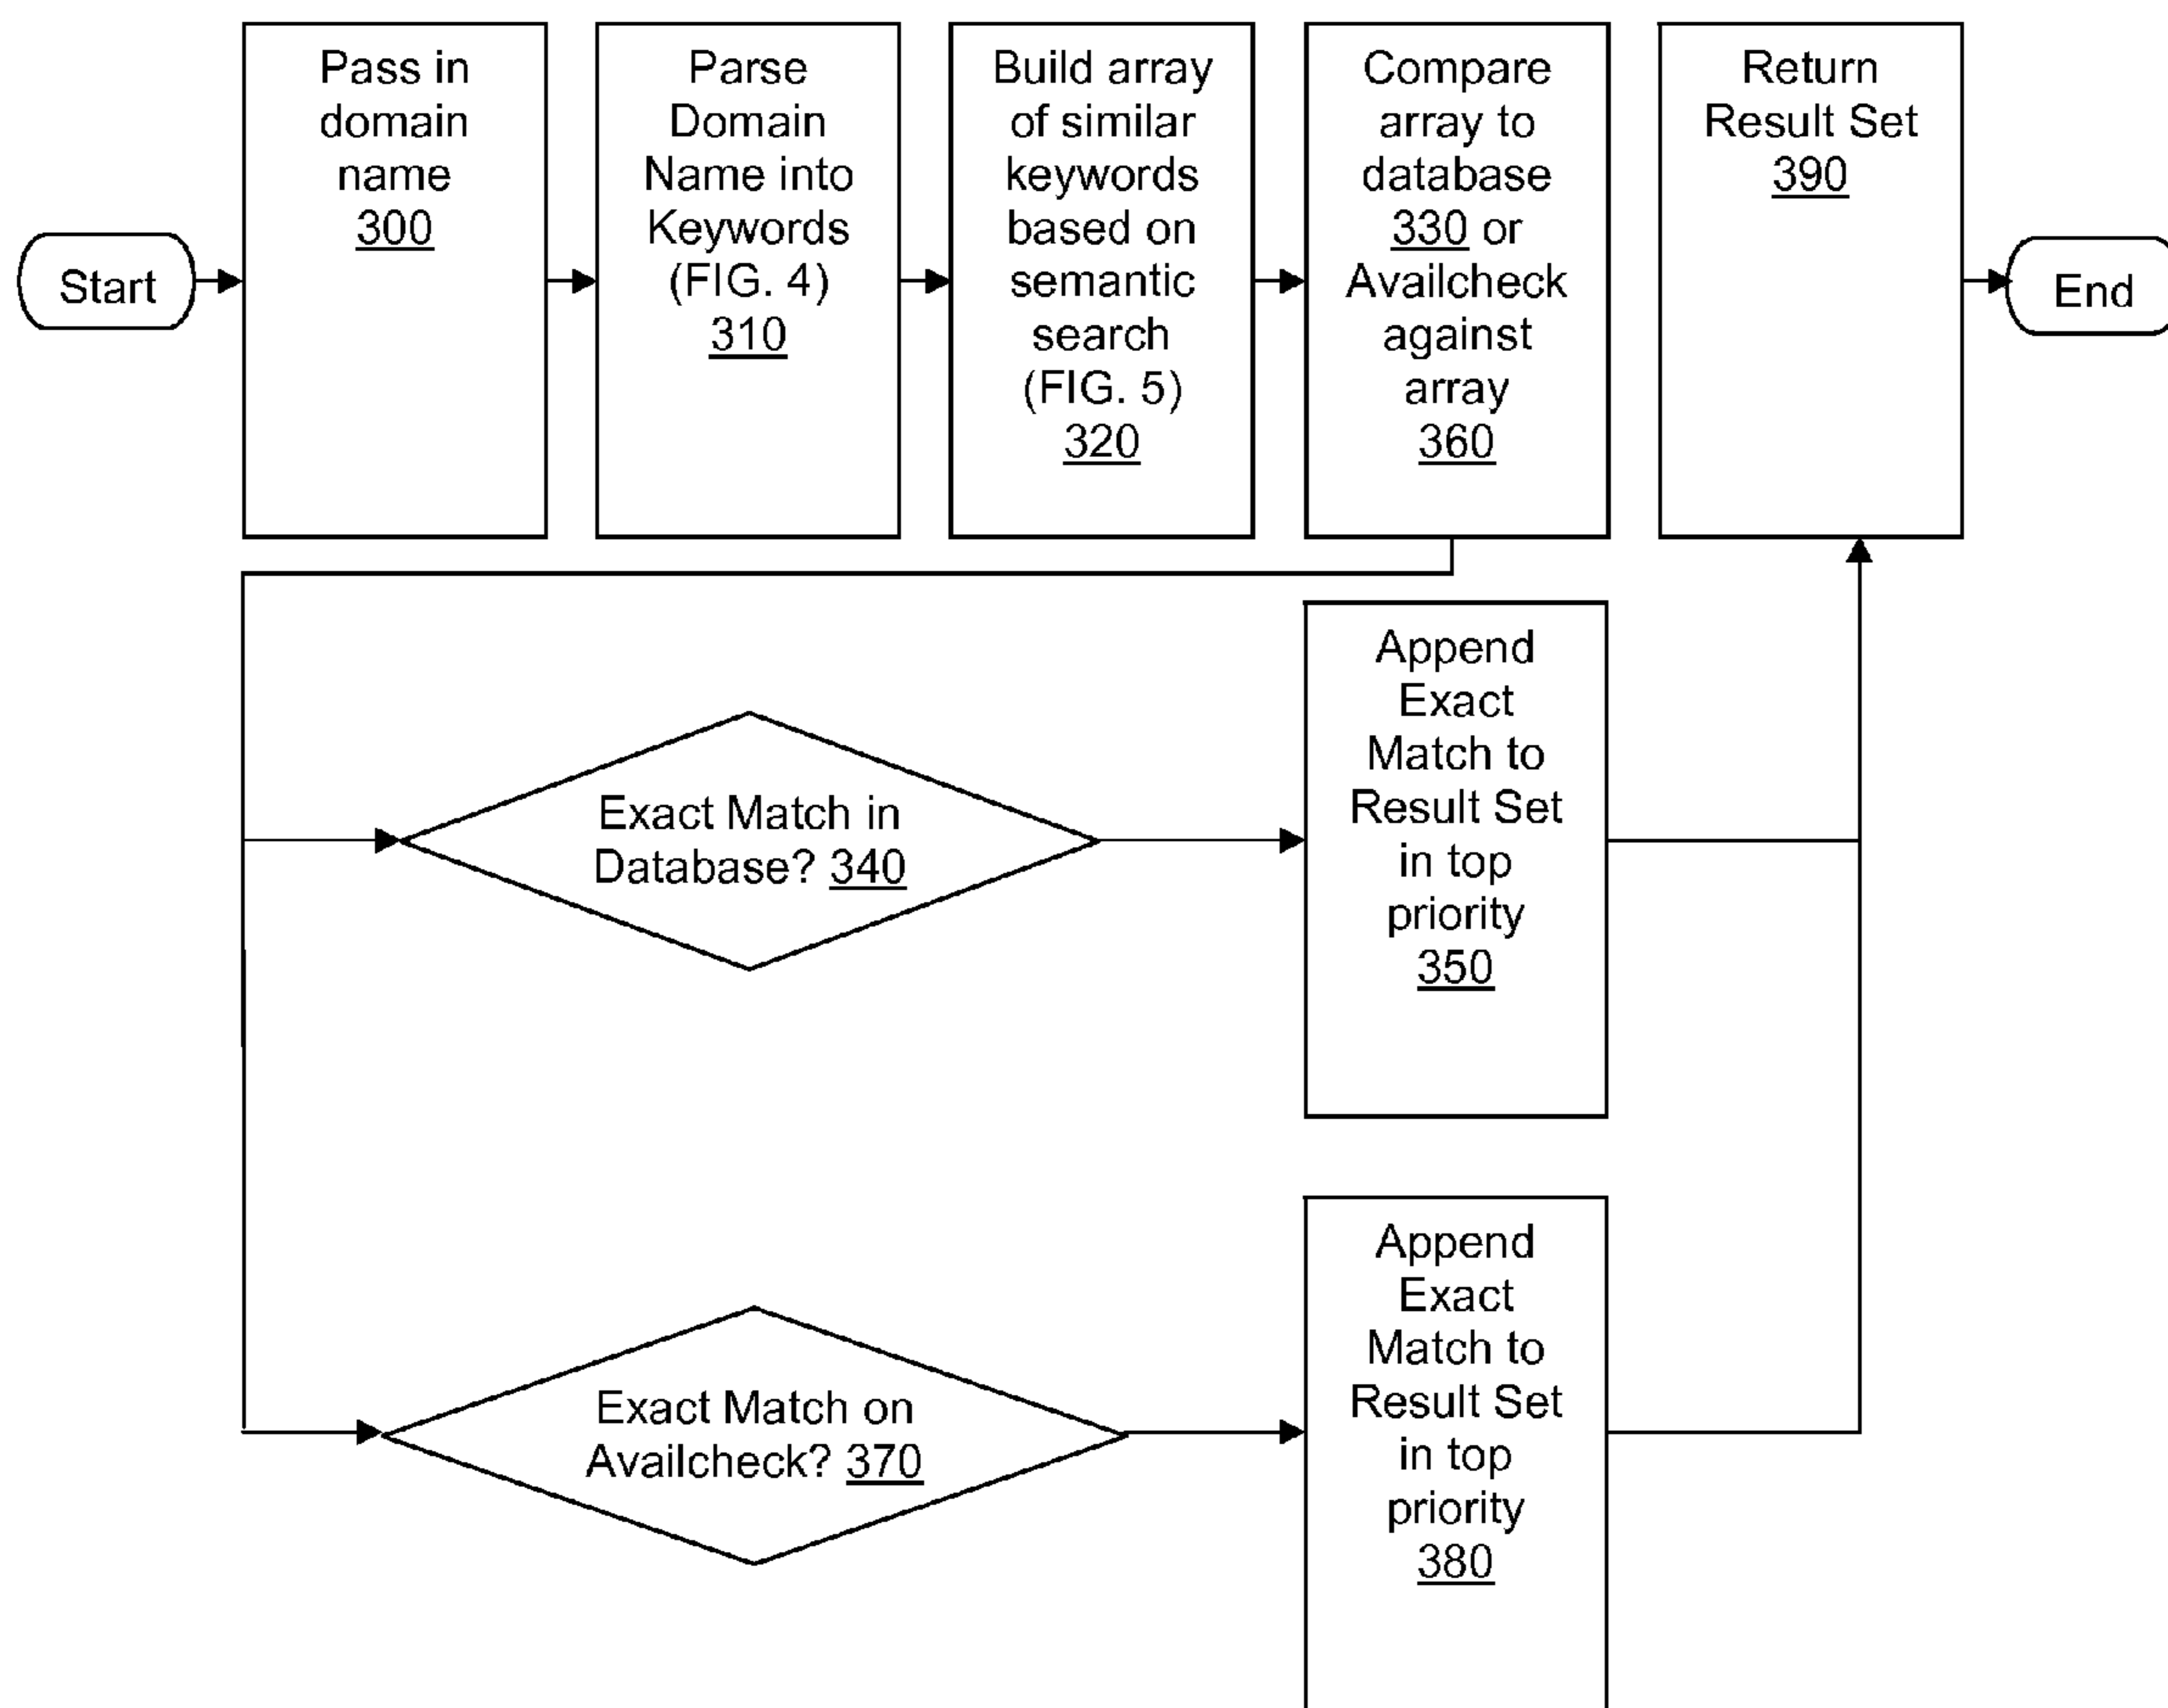 Start
Pass in
domain
name
300
Parse
Domain
Name into
Keywords
(FIG. 4)
310
Build array
of similar
keywords
based on
semantic
search
(FIG. 5)
320
Compare
array to
database
330 or
Availcheck
against
array
360
Return
Result Set
390
End
Exact Match in
Database? 340
Append
Exact
Match to
Result Set
in top
priority
350
Exact Match on
Availcheck? 370
Append
Exact
Match to
Result Set
in top
priority
380